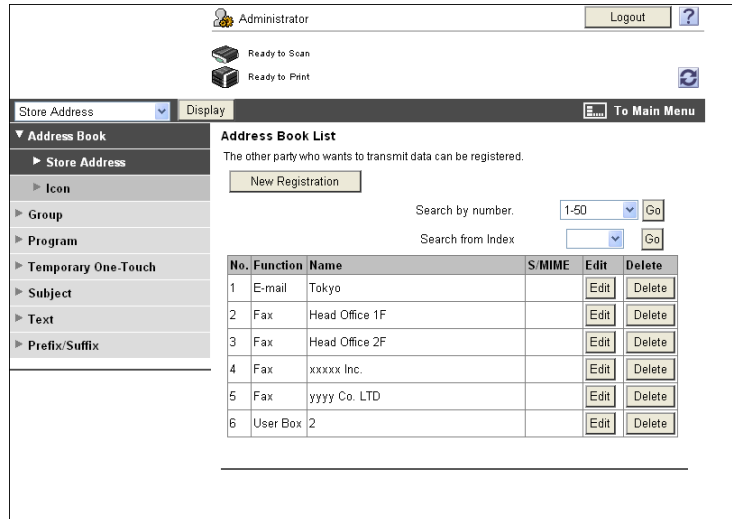 Administrator
Logout
?
Ready to Scan
Ready to Print
Store Address
Display
To Main Menu
Address Book
Store Address
Icon
Group
Program
Temporary One-Touch
Subject
Text
Prefix/Suffix
Address Book List
The other party who wants to transmit data can be registered.
New Registration
Search by number. 1-50 Go
Search from Index Go
No. Function Name S/MIME Edit Delete
1 E-mail Tokyo Edit Delete
2 Fax Head Office 1F Edit Delete
3 Fax Head Office 2F Edit Delete
4 Fax xxxxx Inc. Edit Delete
5 Fax yyyy Co. LTD Edit Delete
6 User Box 2 Edit Delete